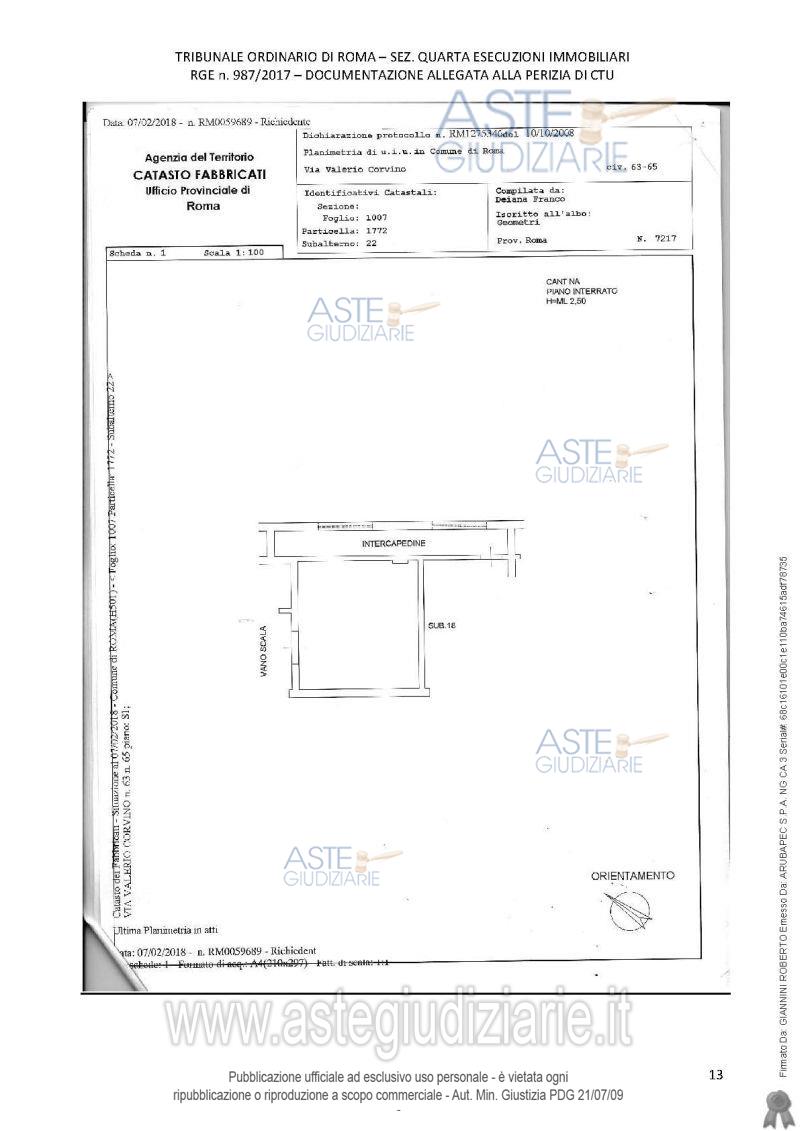 TRIBUNALE ORDINARIO DI ROMA – SEZ. QUARTA ESECUZIONI IMMOBILIARI
RGE n. 987/2017 – DOCUMENTAZIONE ALLEGATA ALLA PERIZIA DI CTU
Data: 07/02/2018 - n. RM0059689 - Richiedente
Agenzia del Territorio
CATASTO FABBRICATI
Ufficio Provinciale di
Roma
Dichiarazione protocollo n. RM1275346del 10/10/2008
Planimetria di u.i.u. in Comune di Roma
Via Valerio Corvino civ. 63-65
Identificativi Catastali:
Sezione:
Foglio: 1007
Particella: 1772
Subalterno: 22
Compilata da:
Deiana Franco
Iscritto all'albo:
Geometri
Prov. Roma N. 7217
Scheda n. 1 Scala 1:100
CANTINA
PIANO INTERRATO
H=ML 2,50
ASTE
GIUDIZIARIE
ASTE
GIUDIZIARIE
ASTE
GIUDIZIARIE
INTERCAPEDINE
SUB.18
VANO SCALA
ASTE
GIUDIZIARIE
ASTE
GIUDIZIARIE
ORIENTAMENTO
Catasto dei Fabbricati - Situazione al 07/02/2018 - Comune di ROMA (H501) - < Foglio: 1007 Particella: 1772 - Subalterno 22 >
VIA VALERIO CORVINO n. 63 n. 65 piano: S1;
Ultima Planimetria in atti
Data: 07/02/2018 - n. RM0059689 - Richiedent
schede: 1 - Formato di acq.: A4(210x297) - Fatt. di scala: 1:1
www.astegiudiziarie.it
Pubblicazione ufficiale ad esclusivo uso personale - è vietata ogni
ripubblicazione o riproduzione a scopo commerciale - Aut. Min. Giustizia PDG 21/07/09
-
13
Firmato Da: GIANNINI ROBERTO Emesso Da: ARUBAPEC S.P.A. NG CA 3 Serial#: 68c16101e00c1e110ba74615adf78735